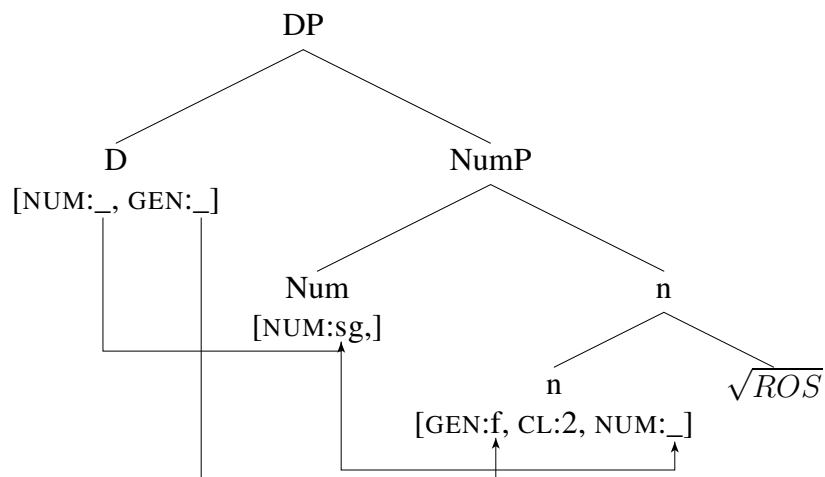 DP
D NumP
[NUM:_, GEN:_]
Num n
[NUM:sg,]
n √ROS
[GEN:f, CL:2, NUM:_]